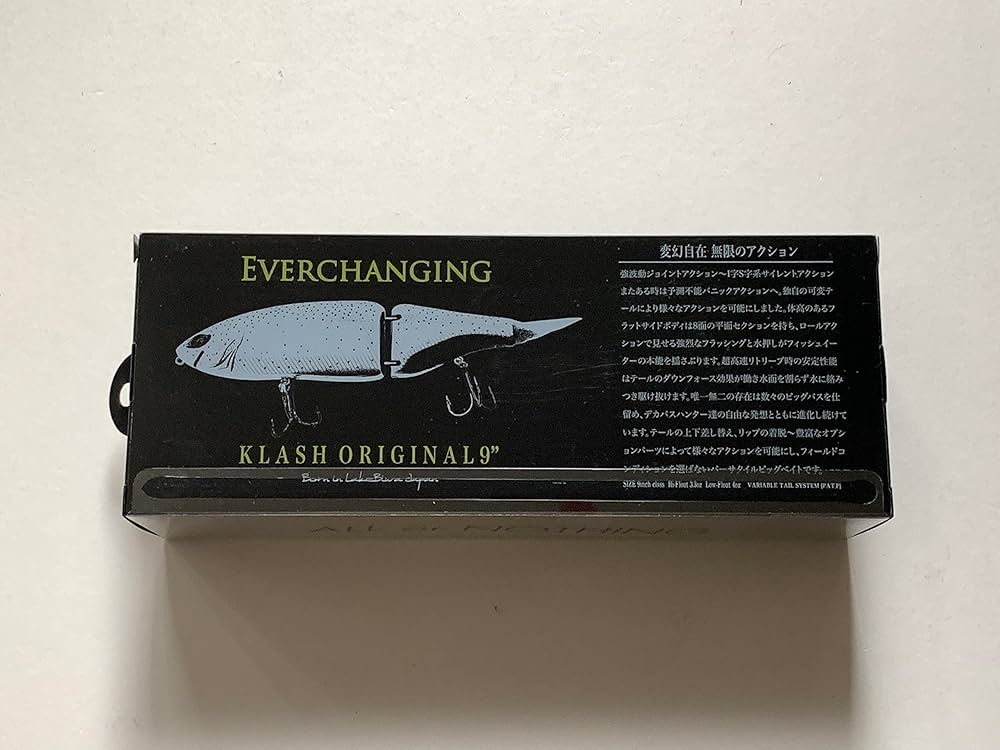 EVERCHANGING
KLASH ORIGINAL 9”
Born in Lake Biwa Japan
変幻自在 無限のアクション
強波動ジョイントアクション〜I字S字系サイレントアクション
またある時は予測不能パニックアクションへ。独自の可変テ
ールにより様々なアクションを可能にしました。体高のあるフ
ラットサイドボディは8面の平面セクションを持ち、ロールアク
ションで見せる強烈なフラッシングと水押しがフィッシュイー
ターの本能を揺さぶります。超高速リトリーブ時の安定性能
はテールのダウンフォース効果が働き水面を割らず水に絡み
つき駆け抜けます。唯一無二の存在は数々のビッグバスを仕
留め、デカバスハンター達の自由な発想とともに進化し続けて
います。テールの上下差し替え、リップの着脱〜豊富なオプシ
ョンパーツによって様々なアクションを可能にし、フィールドコ
ンディションを選ばないバーサタイルビッグベイトです。
SIZE 9inch class Hi-Float 3.8oz Low-Float 4oz VARIABLE TAIL SYSTEM [PAT.P]
ALL or NOTHING